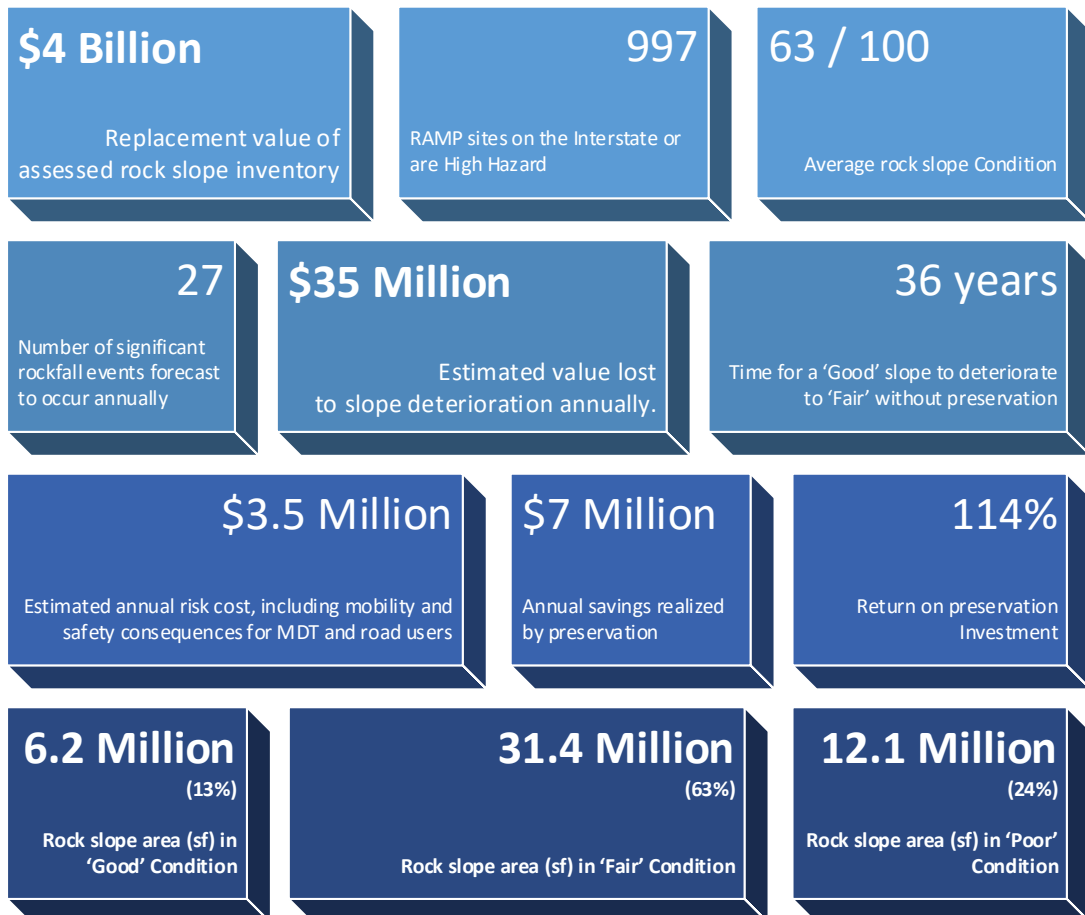 $4 Billion
Replacement value of
assessed rock slope inventory
997
RAMP sites on the Interstate or
are High Hazard
63 / 100
Average rock slope Condition
27
Number of significant
rockfall events forecast
to occur annually
$35 Million
Estimated value lost
to slope deterioration annually.
36 years
Time for a ‘Good’ slope to deteriorate
to ‘Fair’ without preservation
$3.5 Million
Estimated annual risk cost, including mobility and
safety consequences for MDT and road users
$7 Million
Annual savings realized
by preservation
114%
Return on preservation
Investment
6.2 Million
(13%)
Rock slope area (sf) in
‘Good’ Condition
31.4 Million
(63%)
Rock slope area (sf) in ‘Fair’ Condition
12.1 Million
(24%)
Rock slope area (sf) in ‘Poor’
Condition